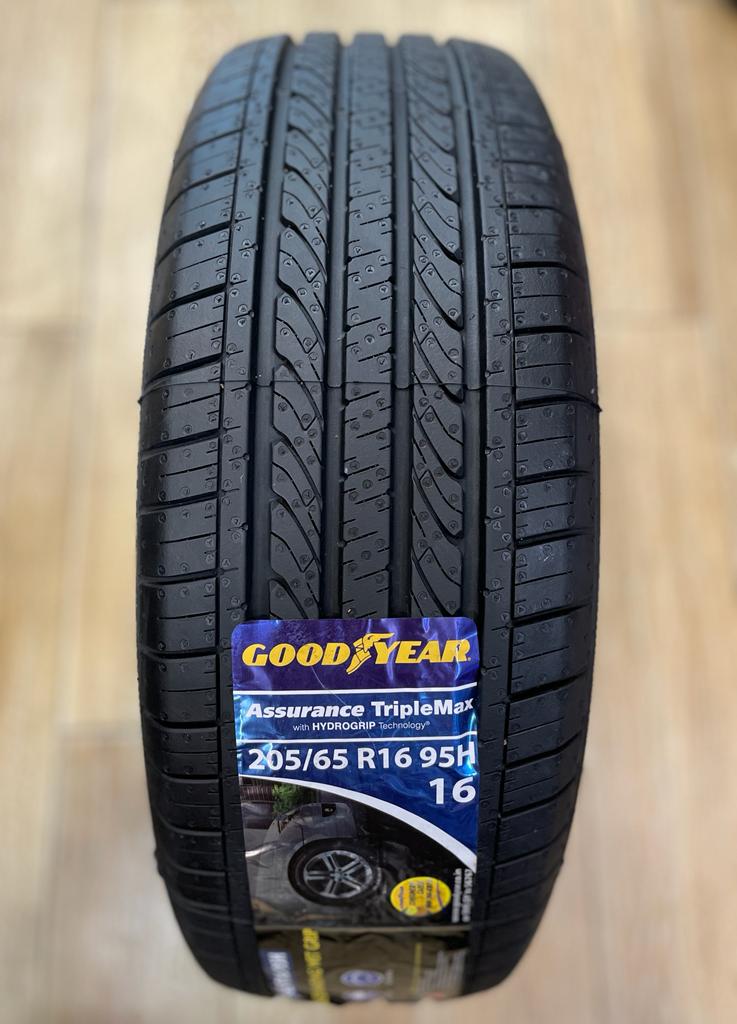 GOODYEAR
Assurance TripleMax
with HYDROGRIP Technology®
205/65 R16 95H
16